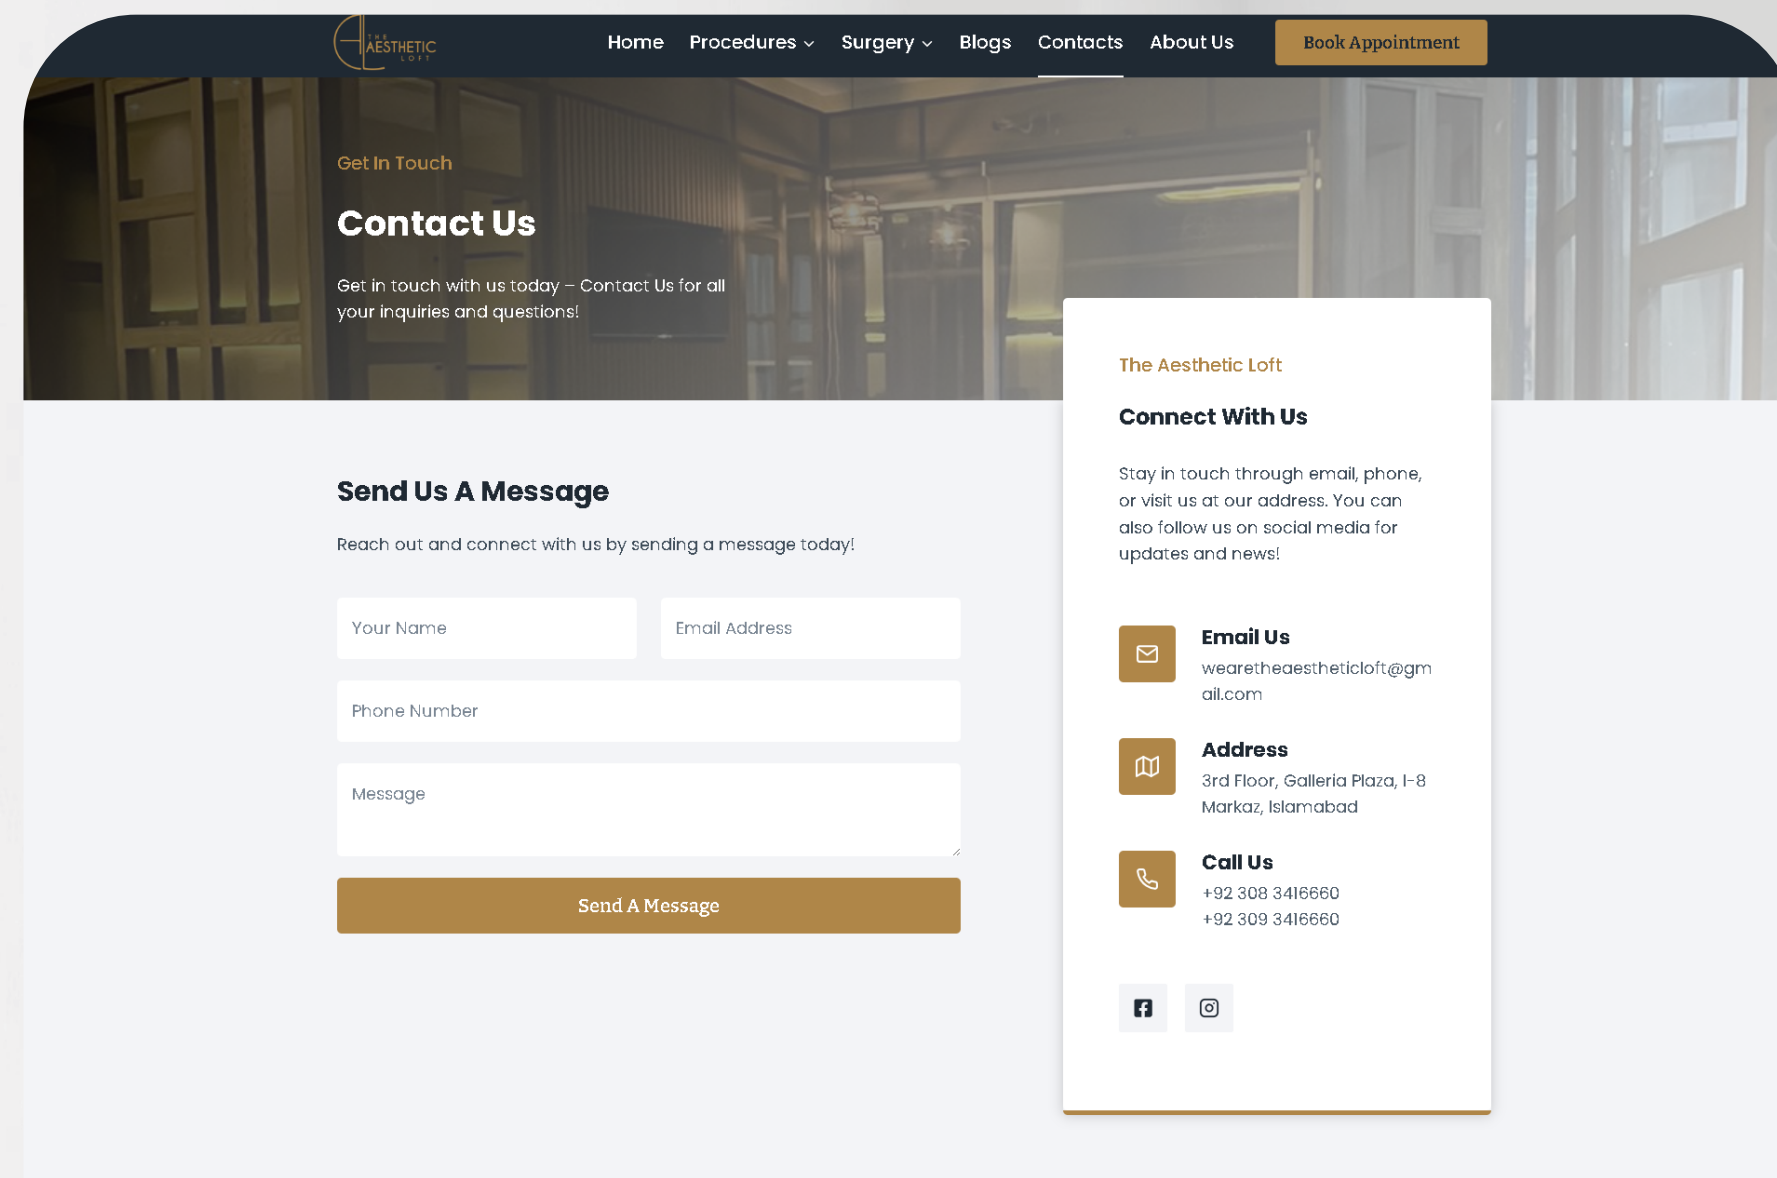 THE
AESTHETIC
LOFT
Home Procedures Surgery Blogs Contacts About Us Book Appointment
Get In Touch
Contact Us
Get in touch with us today – Contact Us for all
your inquiries and questions!
Send Us A Message
Reach out and connect with us by sending a message today!
Your Name Email Address
Phone Number
Message
Send A Message
The Aesthetic Loft
Connect With Us
Stay in touch through email, phone,
or visit us at our address. You can
also follow us on social media for
updates and news!
Email Us
wearetheaestheticloft@gm
ail.com
Address
3rd Floor, Galleria Plaza, I-8
Markaz, Islamabad
Call Us
+92 308 3416660
+92 309 3416660